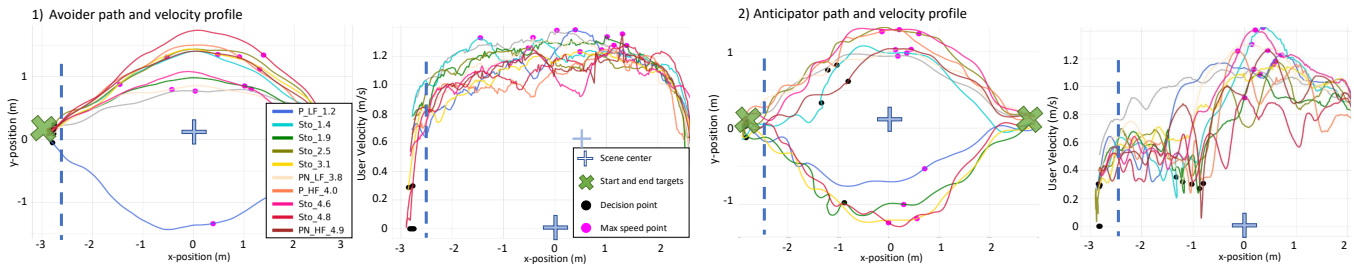 1) Avoider path and velocity profile
y-position (m)
1
0
-1
-3
-2
-1
0
1
2
3
x-position (m)
P_LF_1.2
Sto_1.4
Sto_1.9
Sto_2.5
Sto_3.1
PN_LF_3.8
P_HF_4.0
Sto_4.6
Sto_4.8
PN_HF_4.9
User Velocity (m/s)
1.2
1.0
0.8
0.6
0.4
0.2
0
-3
-2
-1
0
1
2
x-position (m)
Scene center
Start and end targets
Decision point
Max speed point
2) Anticipator path and velocity profile
y-position (m)
1
0
-1
-2
-1
0
1
2
x-position (m)
User Velocity (m/s)
1.2
1.0
0.8
0.6
0.4
0.2
0
-3
-2
-1
0
1
2
x-position (m)